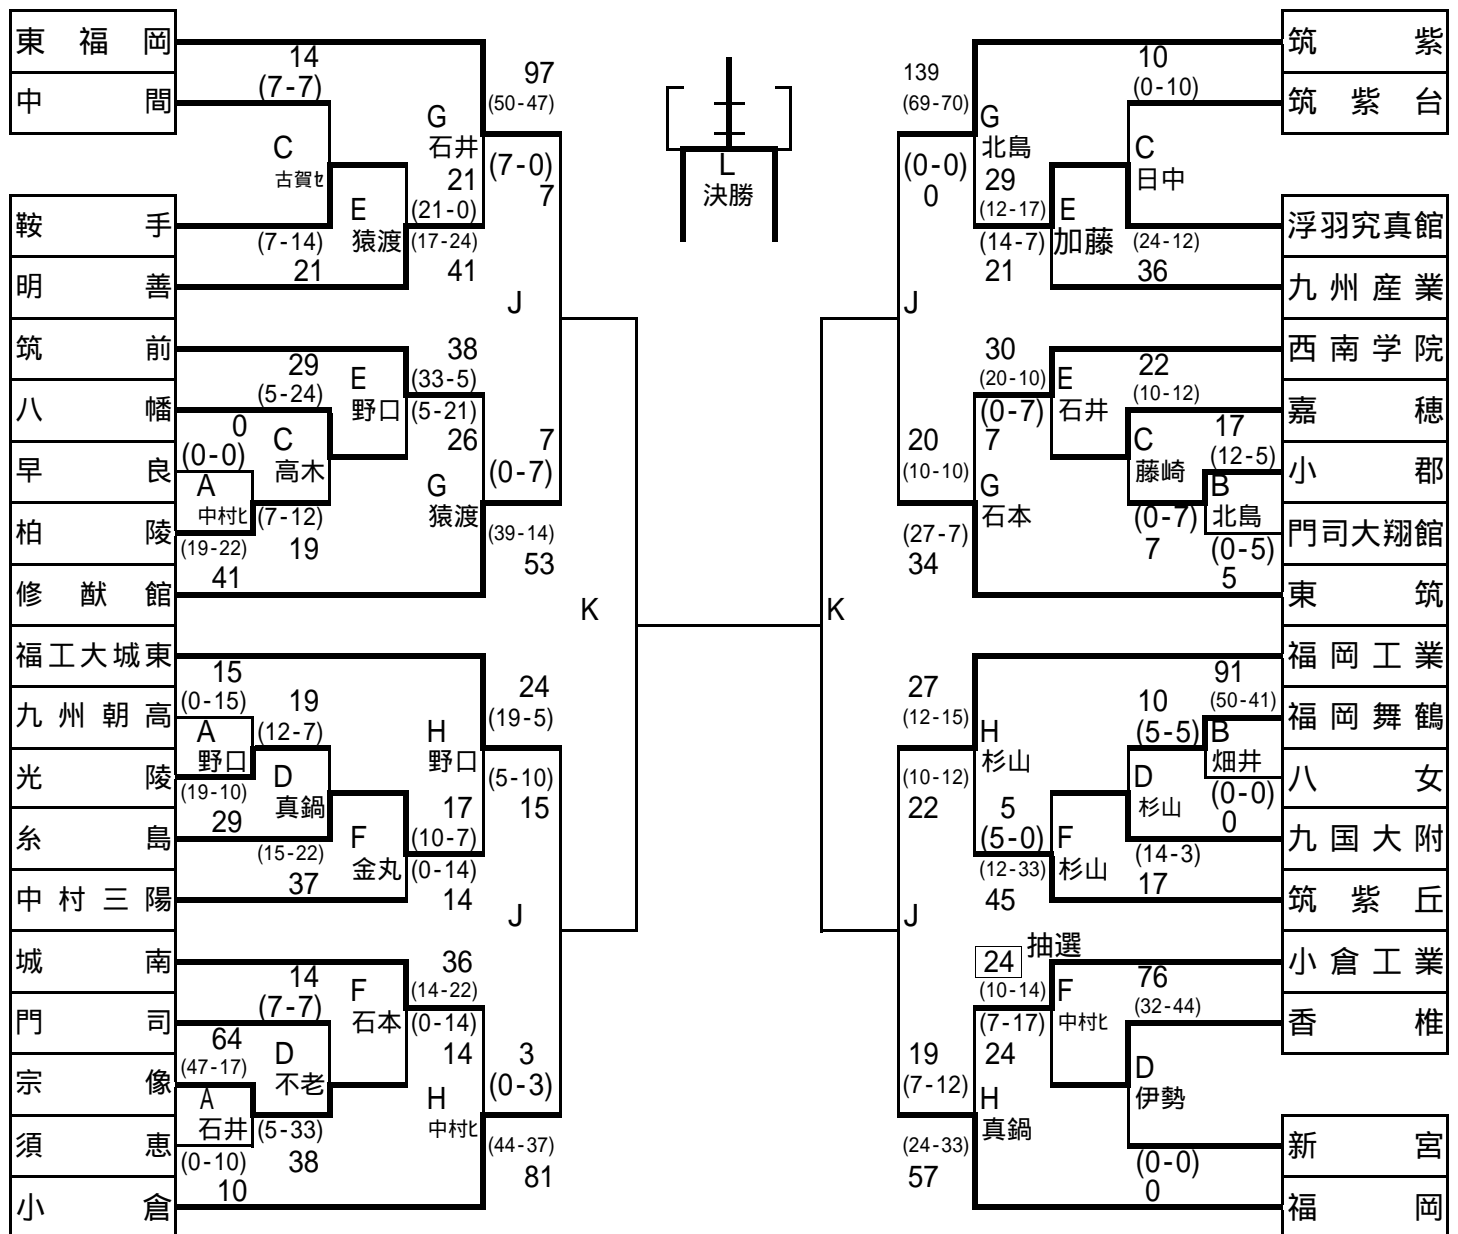 東福岡
中間
鞍手
明善
筑前
八幡
早良
柏陵
修猷館
福工大城東
九州朝高
光陵
糸島
中村三陽
城南
門司
宗像
須恵
小倉
14
(7-7)
C
古賀ｾ
(7-14)
21
29
(5-24)
0
(0-0)
A
中村ﾋ
(19-22)
41
C
高木
(7-12)
19
15
(0-15)
A
野口
(19-10)
29
19
(12-7)
D
真鍋
(15-22)
37
14
(7-7)
64
(47-17)
A
石井
(0-10)
10
D
不老
(5-33)
38
E
猿渡
E
野口
F
金丸
F
石本
G
石井
21
(21-0)
(17-24)
41
38
(33-5)
(5-21)
26
G
猿渡
H
野口
17
(10-7)
(0-14)
14
36
(14-22)
(0-14)
14
H
中村ﾋ
97
(50-47)
(7-0)
7
J
7
(0-7)
(39-14)
53
24
(19-5)
(5-10)
15
J
3
(0-3)
(44-37)
81
K
L
決勝
K
139
(69-70)
(0-0)
0
J
20
(10-10)
(27-7)
34
27
(12-15)
(10-12)
22
J
19
(7-12)
(24-33)
57
G
北島
29
(12-17)
(14-7)
21
30
(20-10)
(0-7)
7
G
石本
H
杉山
5
(5-0)
(12-33)
45
24
抽選
(10-14)
(7-17)
24
H
真鍋
E
加藤
E
石井
F
杉山
F
中村ﾋ
10
(0-10)
C
日中
(24-12)
36
22
(10-12)
C
藤崎
(0-7)
7
17
(12-5)
B
北島
(0-5)
5
91
(50-41)
B
畑井
(0-0)
0
10
(5-5)
D
杉山
(14-3)
17
76
(32-44)
D
伊勢
(0-0)
0
筑紫
筑紫台
浮羽究真館
九州産業
西南学院
嘉穂
小郡
門司大翔館
東筑
福岡工業
福岡舞鶴
八女
九国大附
筑紫丘
小倉工業
香椎
新宮
福岡